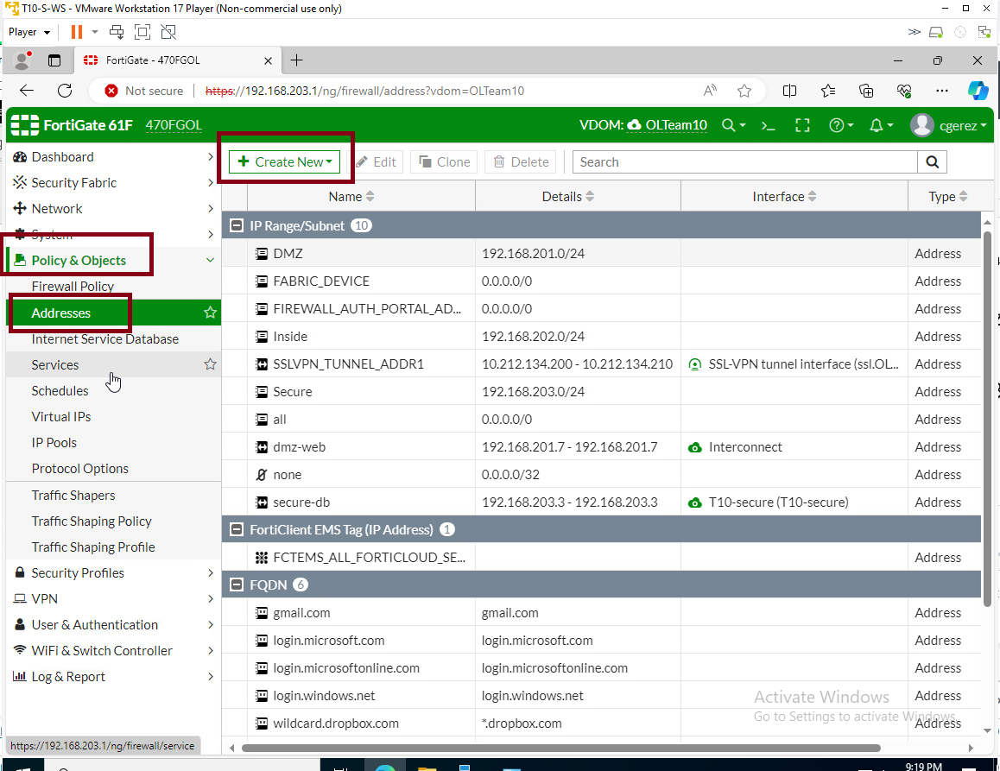 T10-S-WS - VMware Workstation 17 Player (Non-commercial use only)
Player
FortiGate - 470FGOL
Not secure https://192.168.203.1/ng/firewall/address?vdom=OLTeam10
FortiGate 61F 470FGOL VDOM: OLTeam10 cgerez
Dashboard
Security Fabric
Network
System
Policy & Objects
Firewall Policy
Addresses
Internet Service Database
Services
Schedules
Virtual IPs
IP Pools
Protocol Options
Traffic Shapers
Traffic Shaping Policy
Traffic Shaping Profile
Security Profiles
VPN
User & Authentication
WiFi & Switch Controller
Log & Report
https://192.168.203.1/ng/firewall/service
Create New Edit Clone Delete Search
Name Details Interface Type
IP Range/Subnet 10
DMZ 192.168.201.0/24 Address
FABRIC_DEVICE 0.0.0.0/0 Address
FIREWALL_AUTH_PORTAL_AD... 0.0.0.0/0 Address
Inside 192.168.202.0/24 Address
SSLVPN_TUNNEL_ADDR1 10.212.134.200 - 10.212.134.210 SSL-VPN tunnel interface (ssl.OL... Address
Secure 192.168.203.0/24 Address
all 0.0.0.0/0 Address
dmz-web 192.168.201.7 - 192.168.201.7 Interconnect Address
none 0.0.0.0/32 Address
secure-db 192.168.203.3 - 192.168.203.3 T10-secure (T10-secure) Address
FortiClient EMS Tag (IP Address) 1
FCTEMS_ALL_FORTICLOUD_SE... Address
FQDN 6
gmail.com gmail.com Address
login.microsoft.com login.microsoft.com Address
login.microsoftonline.com login.microsoftonline.com Address
login.windows.net login.windows.net Address
wildcard.dropbox.com *.dropbox.com Address
Activate Windows
Go to Settings to activate Windows.
9:19 PM